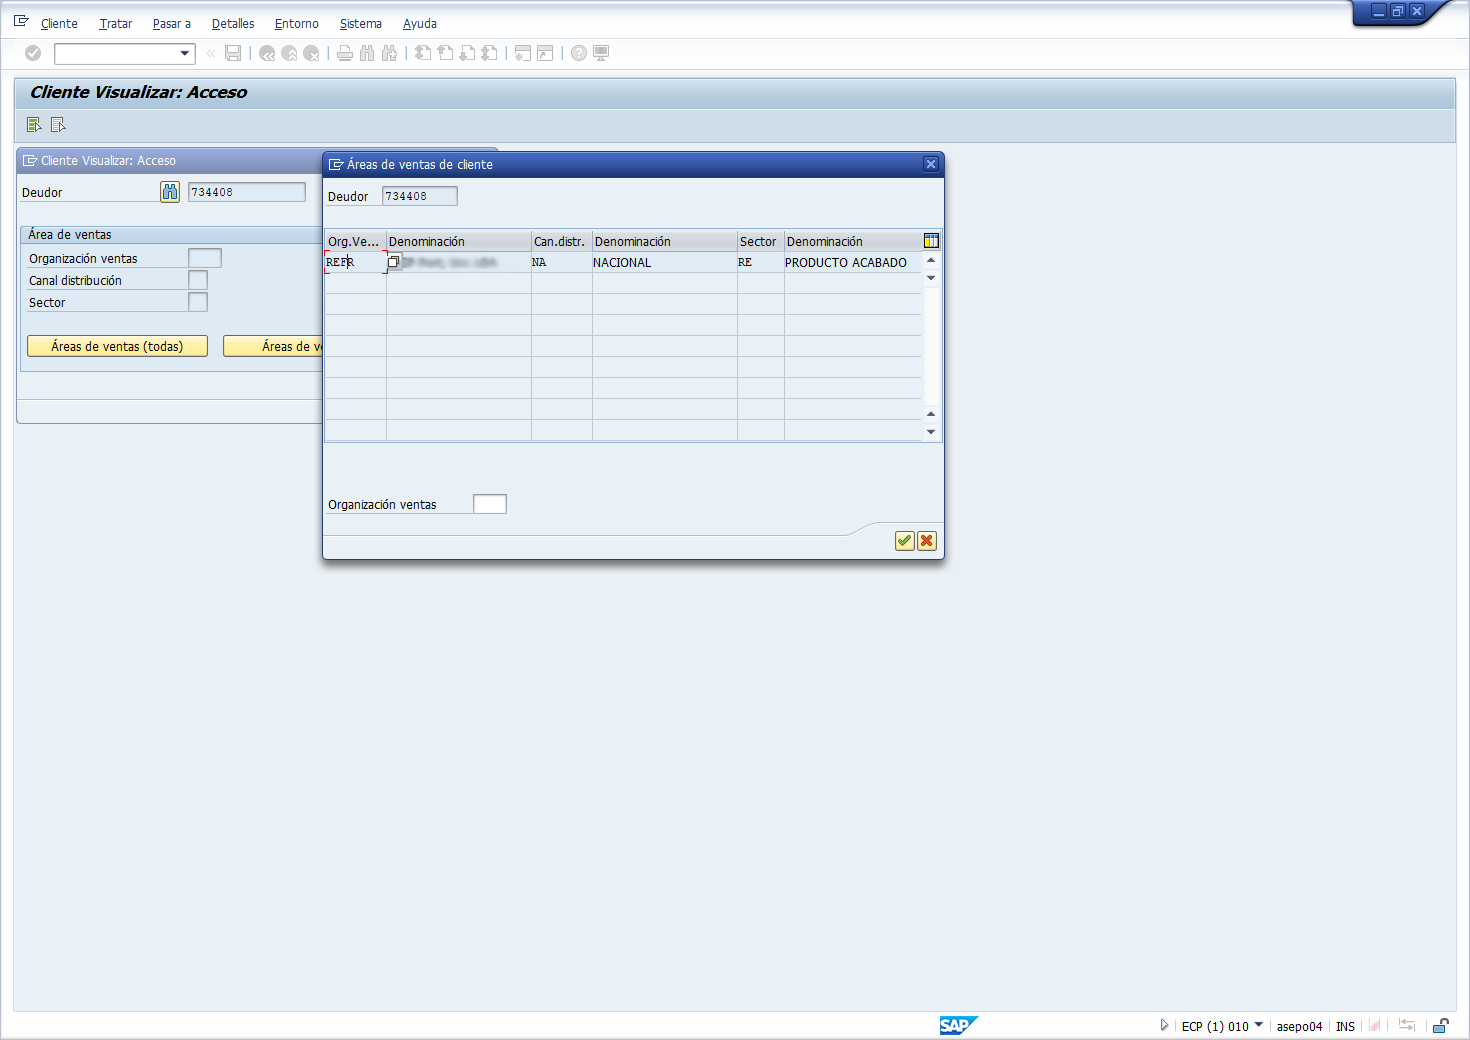 Cliente Tratar Pasar a Detalles Entorno Sistema Ayuda
Cliente Visualizar: Acceso
Cliente Visualizar: Acceso
Deudor 734408
Área de ventas
Organización ventas
Canal distribución
Sector
Áreas de ventas (todas) Áreas de v
Áreas de ventas de cliente
Deudor 734408
Org.Ve... Denominación Can.distr. Denominación Sector Denominación
REFR NA NACIONAL RE PRODUCTO ACABADO
Organización ventas
SAP ECP (1) 010 asepo04 INS